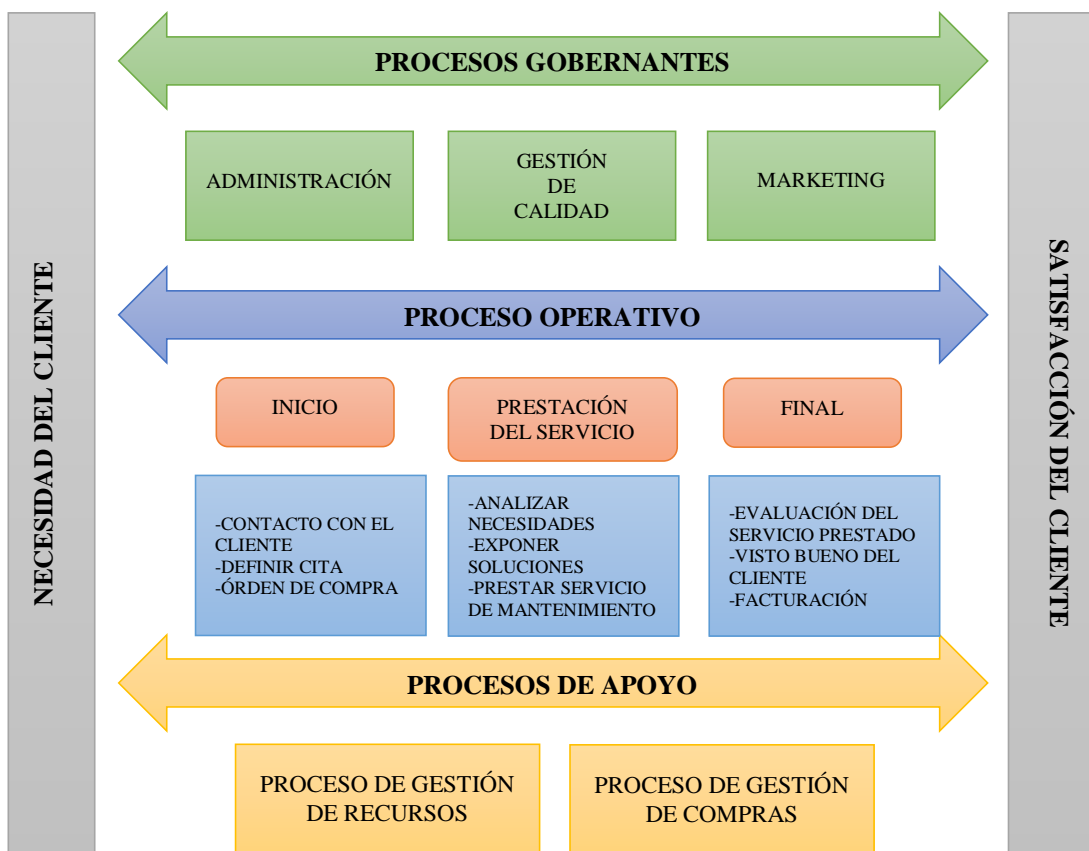 NECESIDAD DEL CLIENTE
PROCESOS GOBERNANTES
ADMINISTRACIÓN
GESTIÓN
DE
CALIDAD
MARKETING
PROCESO OPERATIVO
INICIO
PRESTACIÓN
DEL SERVICIO
FINAL
-CONTACTO CON EL
CLIENTE
-DEFINIR CITA
-ÓRDEN DE COMPRA
-ANALIZAR
NECESIDADES
-EXPONER
SOLUCIONES
-PRESTAR SERVICIO
DE MANTENIMIENTO
-EVALUACIÓN DEL
SERVICIO PRESTADO
-VISTO BUENO DEL
CLIENTE
-FACTURACIÓN
PROCESOS DE APOYO
PROCESO DE GESTIÓN
DE RECURSOS
PROCESO DE GESTIÓN
DE COMPRAS
SATISFACCIÓN DEL CLIENTE